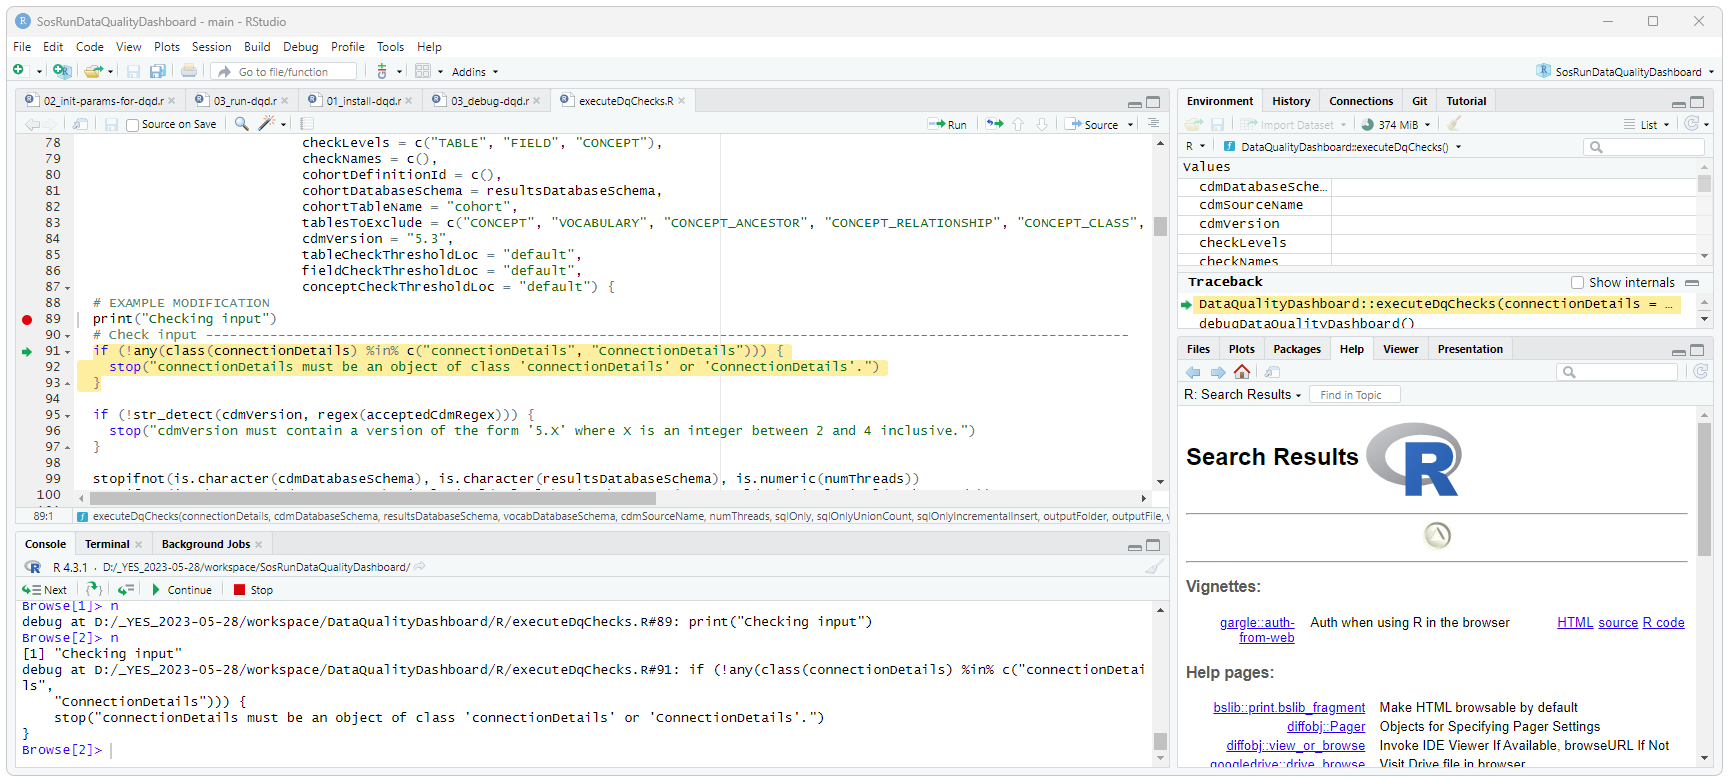 SosRunDataQualityDashboard - main - RStudio
File Edit Code View Plots Session Build Debug Profile Tools Help
Go to file/function Addins SosRunDataQualityDashboard
02_init-params-for-dqd.r 03_run-dqd.r 01_install-dqd.r 03_debug-dqd.r executeDqChecks.R
Source on Save Run Source
78 checkLevels = c("TABLE", "FIELD", "CONCEPT"),
79 checkNames = c(),
80 cohortDefinitionId = c(),
81 cohortDatabaseSchema = resultsDatabaseSchema,
82 cohortTableName = "cohort",
83 tablesToExclude = c("CONCEPT", "VOCABULARY", "CONCEPT_ANCESTOR", "CONCEPT_RELATIONSHIP", "CONCEPT_CLASS",
84 cdmVersion = "5.3",
85 tableCheckThresholdLoc = "default",
86 fieldCheckThresholdLoc = "default",
87 conceptCheckThresholdLoc = "default") {
88 # EXAMPLE MODIFICATION
89 print("Checking input")
90 # Check input -----------------------------------------------------------------------------
91 if (!any(class(connectionDetails) %in% c("connectionDetails", "ConnectionDetails"))) {
92 stop("connectionDetails must be an object of class 'connectionDetails' or 'ConnectionDetails'.")
93 }
94
95 if (!str_detect(cdmVersion, regex(acceptedCdmRegex))) {
96 stop("cdmVersion must contain a version of the form '5.X' where X is an integer between 2 and 4 inclusive.")
97 }
98
99 stopifnot(is.character(cdmDatabaseSchema), is.character(resultsDatabaseSchema), is.numeric(numThreads))
100
89:1 executeDqChecks(connectionDetails, cdmDatabaseSchema, resultsDatabaseSchema, vocabDatabaseSchema, cdmSourceName, numThreads, sqlOnly, sqlOnlyUnionCount, sqlOnlyIncrementalInsert, outputFolder, outputFile, v
Console Terminal Background Jobs
R 4.3.1 · D:/_YES_2023-05-28/workspace/SosRunDataQualityDashboard/
Next Continue Stop
Browse[1]> n
debug at D:/_YES_2023-05-28/workspace/DataQualityDashboard/R/executeDqChecks.R#89: print("Checking input")
Browse[2]> n
[1] "Checking input"
debug at D:/_YES_2023-05-28/workspace/DataQualityDashboard/R/executeDqChecks.R#91: if (!any(class(connectionDetails) %in% c("connectionDetai
ls",
"ConnectionDetails"))) {
stop("connectionDetails must be an object of class 'connectionDetails' or 'ConnectionDetails'.")
}
Browse[2]>
Environment History Connections Git Tutorial
Import Dataset 374 MiB List
R DataQualityDashboard::executeDqChecks()
Values
cdmDatabaseSche…
cdmSourceName
cdmVersion
checkLevels
checkNames
Traceback Show internals
DataQualityDashboard::executeDqChecks(connectionDetails = …
debugDataQualityDashboard()
Files Plots Packages Help Viewer Presentation
R: Search Results Find in Topic
Search Results R
Vignettes:
gargle::auth-from-web Auth when using R in the browser HTML source R code
Help pages:
bslib::print.bslib_fragment Make HTML browsable by default
diffobj::Pager Objects for Specifying Pager Settings
diffobj::view_or_browse Invoke IDE Viewer If Available, browseURL If Not
googledrive::drive_browse Visit Drive file in browser